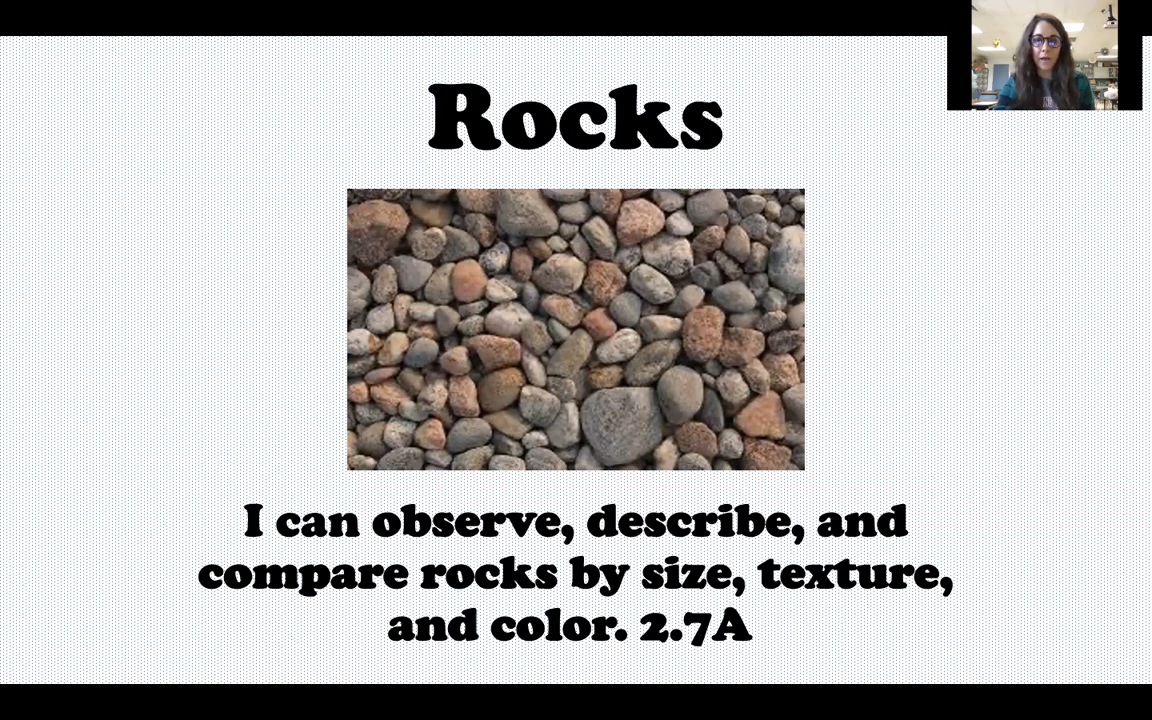 Rocks
I can observe, describe, and
compare rocks by size, texture,
and color. 2.7A